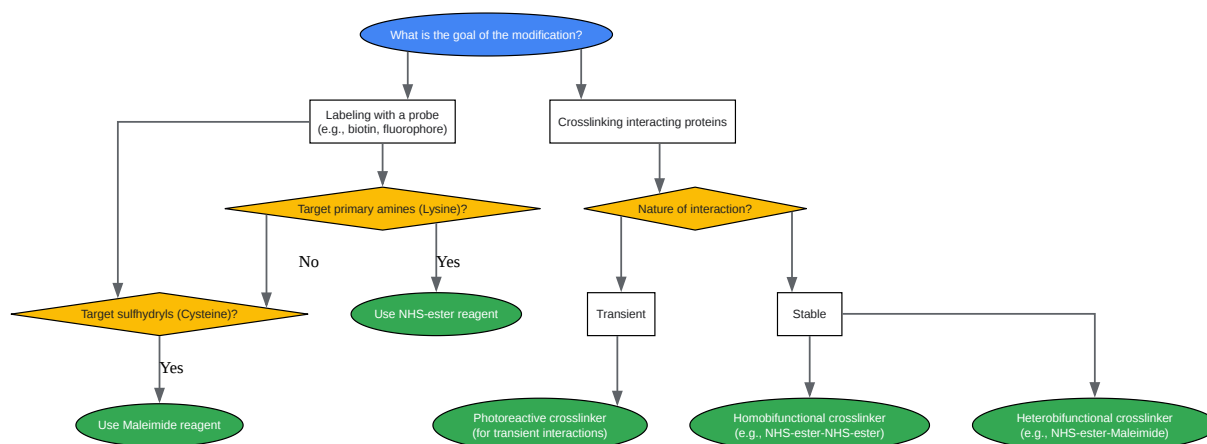 What is the goal of the modification?
Labeling with a probe
(e.g., biotin, fluorophore)
Crosslinking interacting proteins
Target primary amines (Lysine)?
Nature of interaction?
No
Yes
Target sulfhydryls (Cysteine)?
Use NHS-ester reagent
Transient
Stable
Yes
Use Maleimide reagent
Photoreactive crosslinker
(for transient interactions)
Homobifunctional crosslinker
(e.g., NHS-ester-NHS-ester)
Heterobifunctional crosslinker
(e.g., NHS-ester-Maleimide)